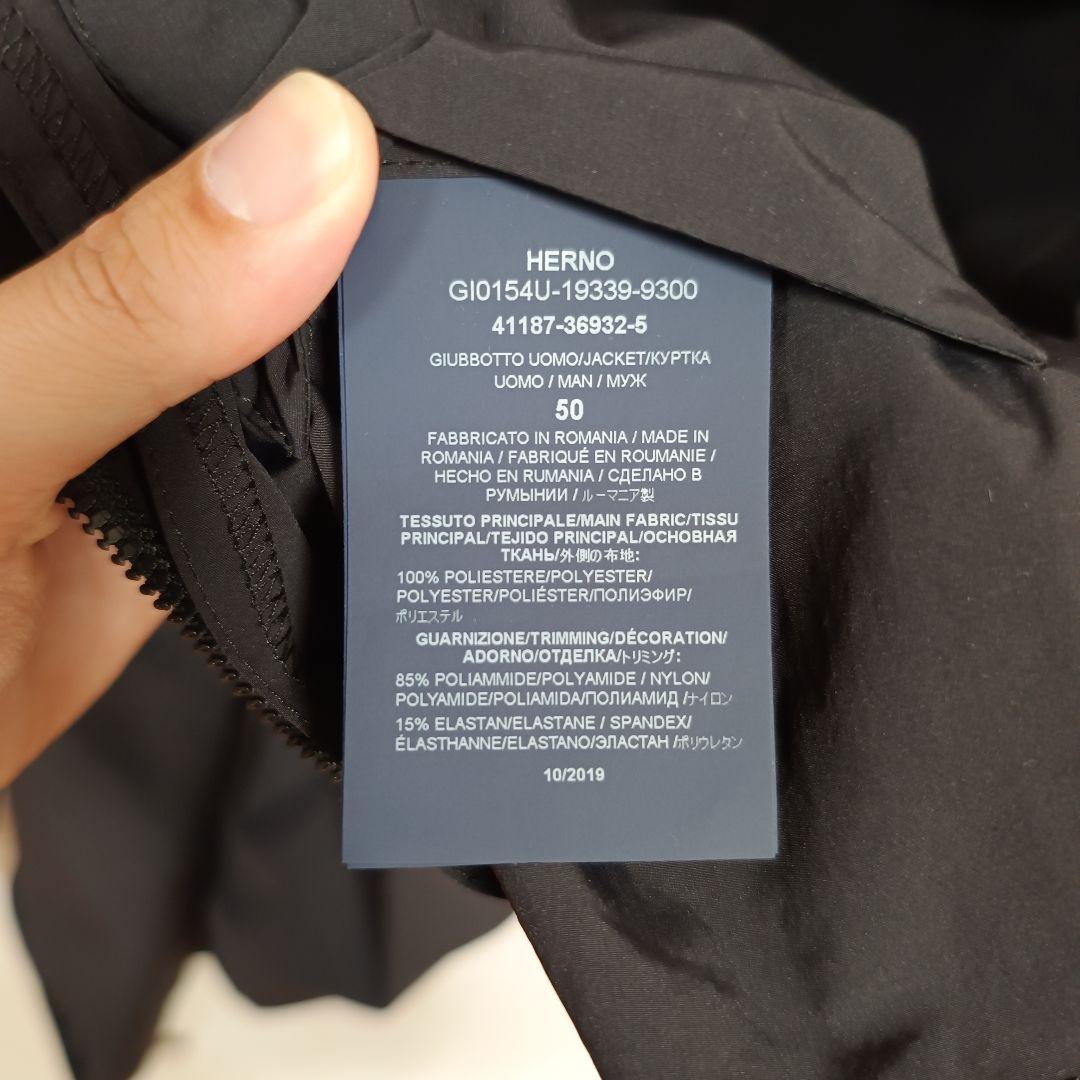 HERNO
GI0154U-19339-9300
41187-36932-5
GIUBBOTTO UOMO/JACKET/КУРТКА
UOMO / MAN / МУЖ
50
FABBRICATO IN ROMANIA / MADE IN
ROMANIA / FABRIQUÉ EN ROUMANIE /
HECHO EN RUMANIA / СДЕЛАНО В
РУМЫНИИ / ルーマニア製
TESSUTO PRINCIPALE/MAIN FABRIC/TISSU
PRINCIPAL/TEJIDO PRINCIPAL/ОСНОВНАЯ
ТКАНЬ/外側の布地:
100% POLIESTERE/POLYESTER/
POLYESTER/POLIÉSTER/ПОЛИЭФИР/
ポリエステル
GUARNIZIONE/TRIMMING/DÉCORATION/
ADORNO/ОТДЕЛКА/トリミング:
85% POLIAMMIDE/POLYAMIDE / NYLON/
POLYAMIDE/POLIAMIDA/ПОЛИАМИД /ナイロン
15% ELASTAN/ELASTANE / SPANDEX/
ÉLASTHANNE/ELASTANO/ЭЛАСТАН /ポリウレタン
10/2019